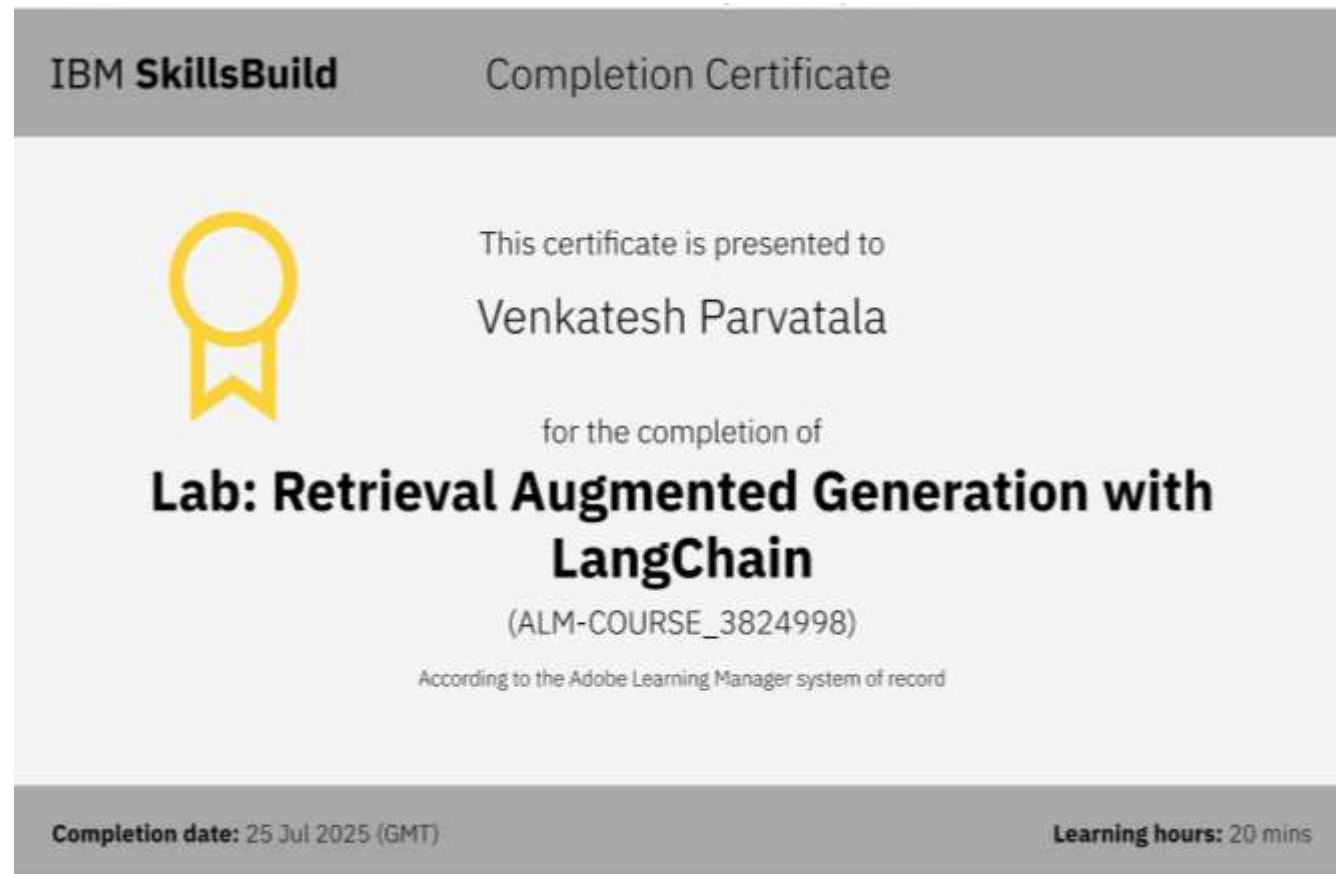 IBM SkillsBuild
Completion Certificate
This certificate is presented to
Venkatesh Parvatala
for the completion of
Lab: Retrieval Augmented Generation with
LangChain
(ALM-COURSE_3824998)
According to the Adobe Learning Manager system of record
Completion date: 25 Jul 2025 (GMT)
Learning hours: 20 mins